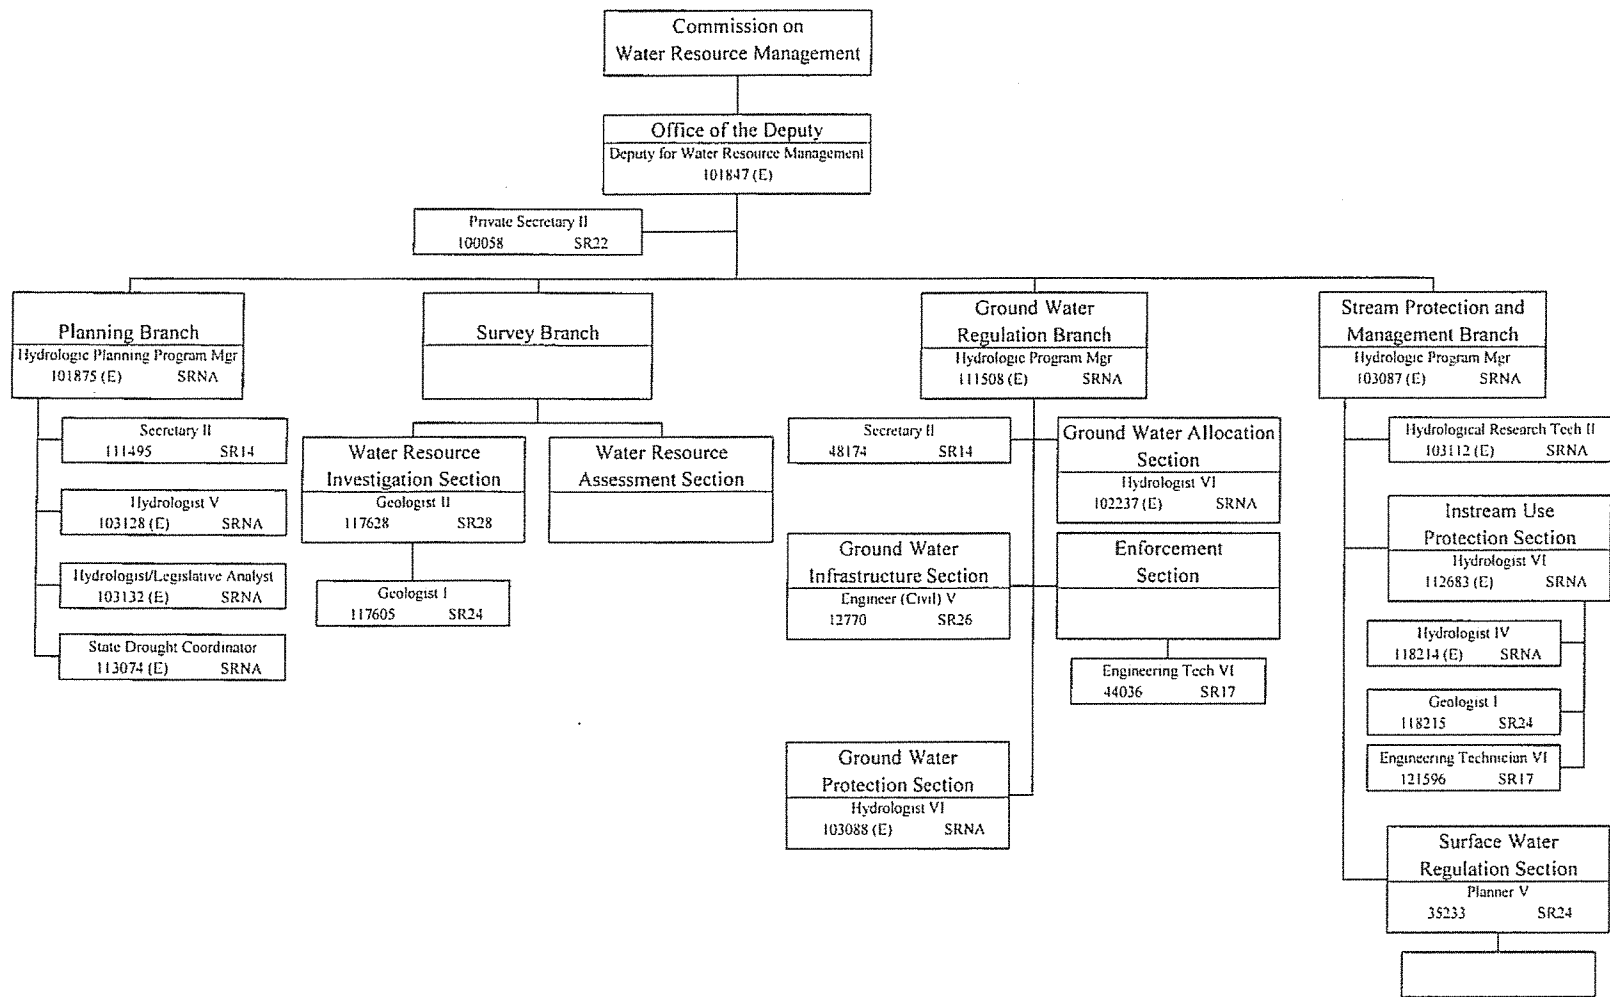 Commission on
Water Resource Management
Office of the Deputy
Deputy for Water Resource Management
101847 (E)
Private Secretary II
100058 SR22
Planning Branch
Hydrologic Planning Program Mgr
101875 (E) SRNA
Secretary II
111495 SR14
Hydrologist V
103128 (E) SRNA
Hydrologist/Legislative Analyst
103132 (E) SRNA
State Drought Coordinator
113074 (E) SRNA
Survey Branch
Water Resource
Investigation Section
Geologist II
117628 SR28
Geologist I
117605 SR24
Water Resource
Assessment Section
Ground Water
Regulation Branch
Hydrologic Program Mgr
111508 (E) SRNA
Secretary II
48174 SR14
Ground Water Allocation
Section
Hydrologist VI
102237 (E) SRNA
Ground Water
Infrastructure Section
Engineer (Civil) V
12770 SR26
Enforcement
Section
Engineering Tech VI
44036 SR17
Ground Water
Protection Section
Hydrologist VI
103088 (E) SRNA
Stream Protection and
Management Branch
Hydrologic Program Mgr
103087 (E) SRNA
Hydrological Research Tech II
103112 (E) SRNA
Instream Use
Protection Section
Hydrologist VI
112683 (E) SRNA
Hydrologist IV
118214 (E) SRNA
Geologist I
118215 SR24
Engineering Technician VI
121596 SR17
Surface Water
Regulation Section
Planner V
35233 SR24